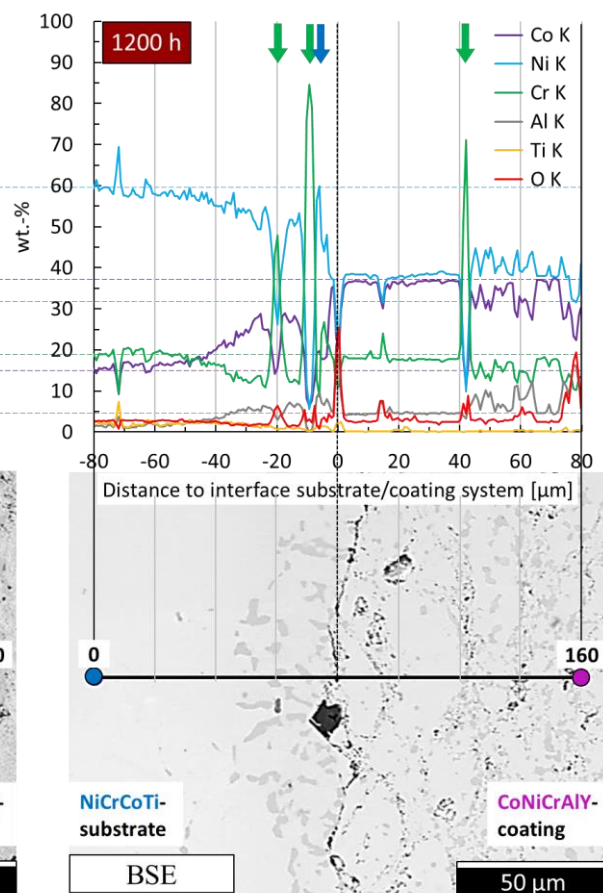 100
90
80
70
60
50
40
30
20
10
0
wt.-%
1200 h
Co K
Ni K
Cr K
Al K
Ti K
O K
-80 -60 -40 -20 0 20 40 60 80
Distance to interface substrate/coating system [µm]
0
160
NiCrCoTi-
substrate
CoNiCrAlY-
coating
BSE
50 µm